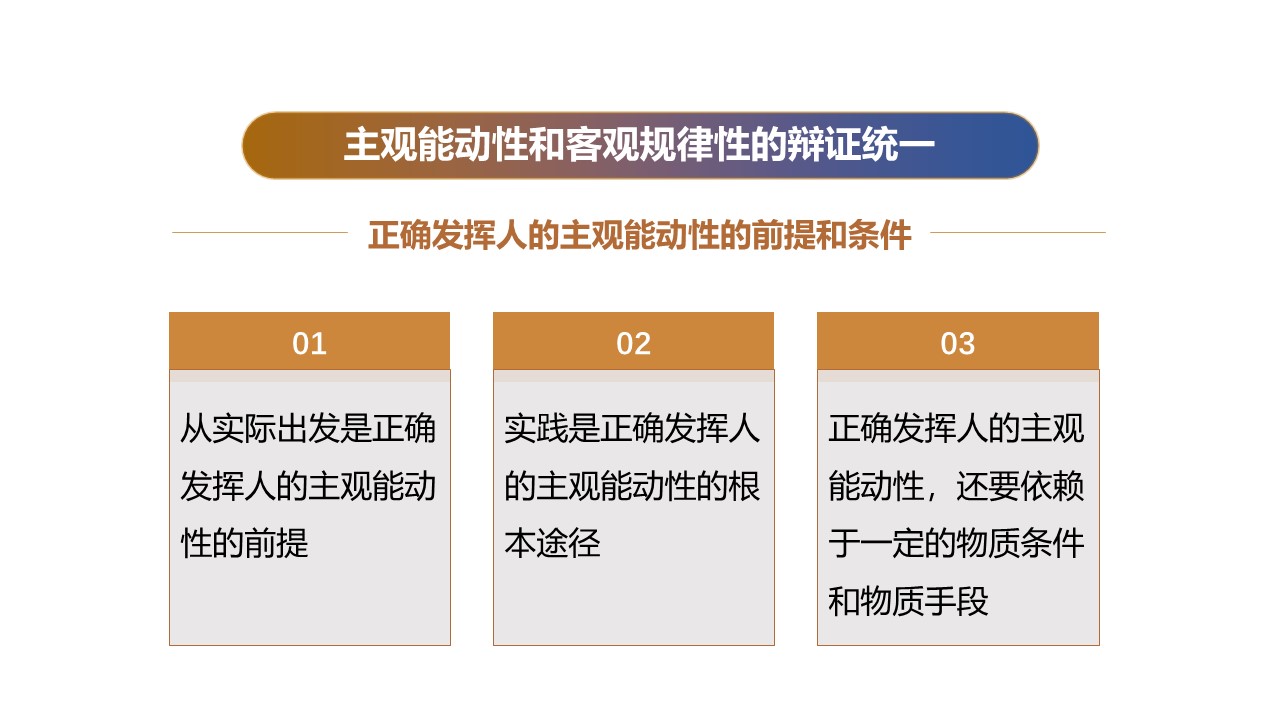 主观能动性和客观规律性的辩证统一
正确发挥人的主观能动性的前提和条件
01
从实际出发是正确
发挥人的主观能动
性的前提
02
实践是正确发挥人
的主观能动性的根
本途径
03
正确发挥人的主观
能动性，还要依赖
于一定的物质条件
和物质手段